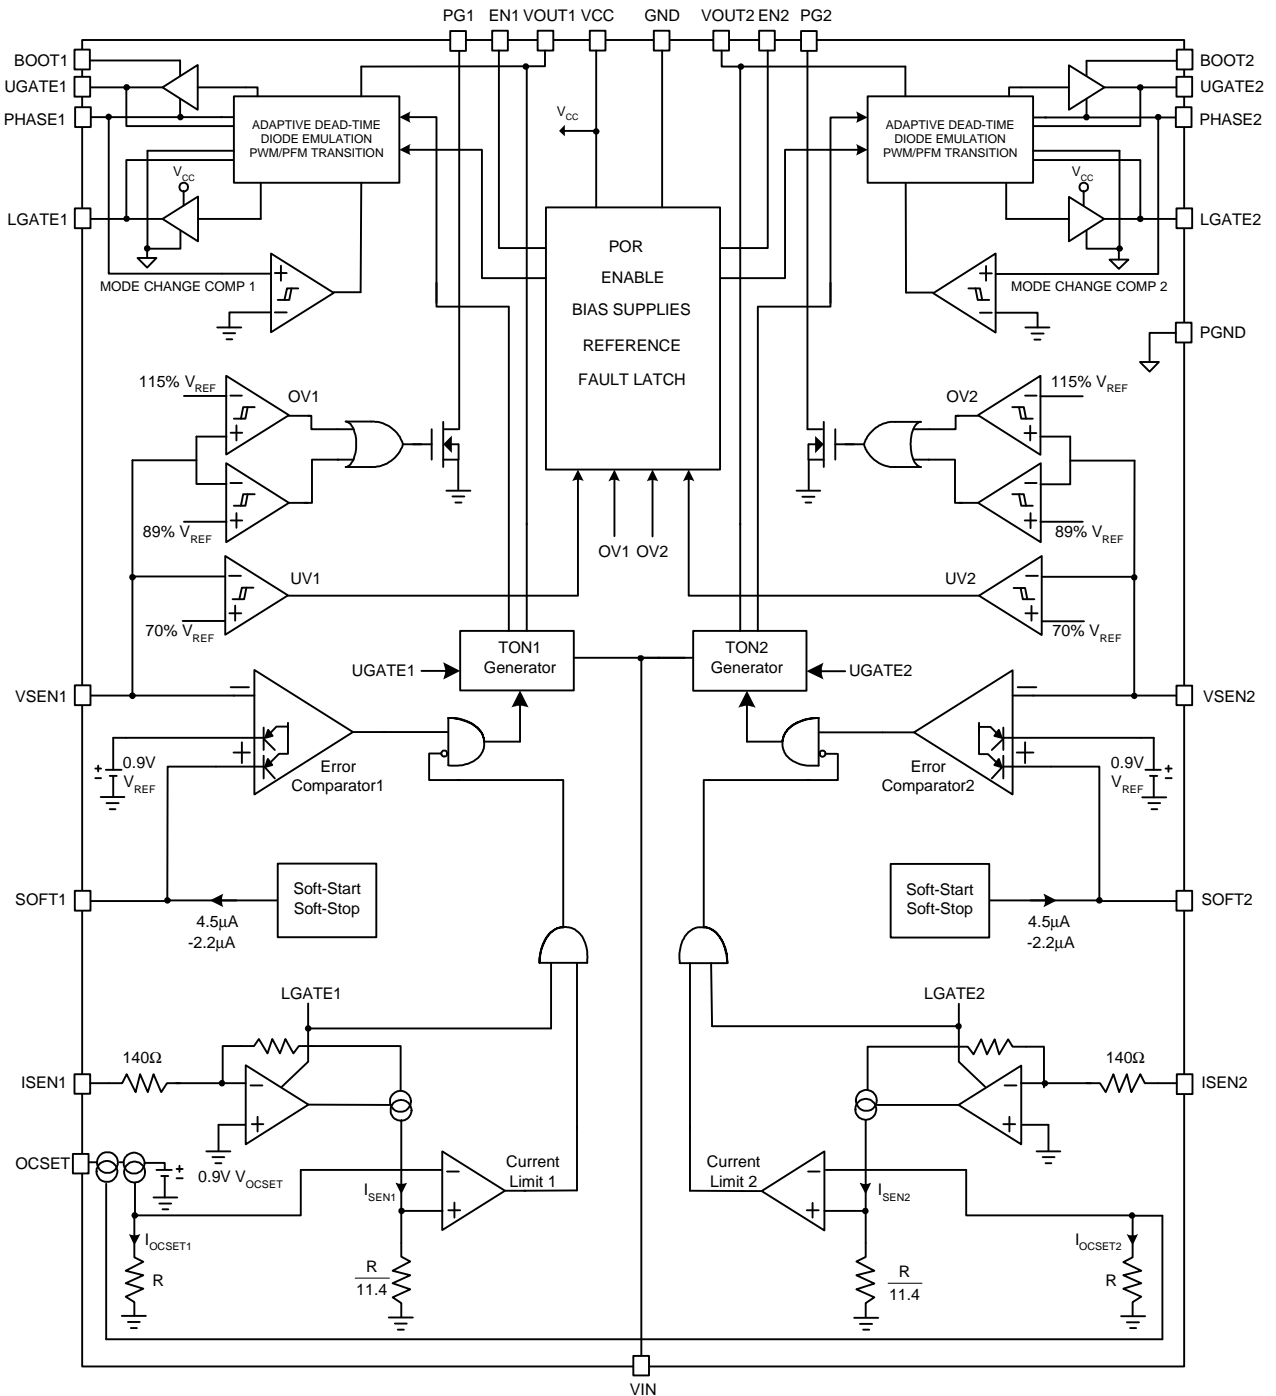 PG1 EN1 VOUT1 VCC GND VOUT2 EN2 PG2
BOOT1
UGATE1
PHASE1
LGATE1
BOOT2
UGATE2
PHASE2
LGATE2
PGND
ADAPTIVE DEAD-TIME
DIODE EMULATION
PWM/PFM TRANSITION
VCC
VCC
ADAPTIVE DEAD-TIME
DIODE EMULATION
PWM/PFM TRANSITION
VCC
+
−
MODE CHANGE COMP 1
POR
ENABLE
BIAS SUPPLIES
REFERENCE
FAULT LATCH
+
−
MODE CHANGE COMP 2
115% VREF
−
+
OV1
−
+
89% VREF
−
+
UV1
70% VREF
OV1 OV2
115% VREF
−
+
OV2
−
+
89% VREF
−
+
UV2
70% VREF
UGATE1
TON1
Generator
TON2
Generator
UGATE2
VSEN1
−
+
+
−
0.9V
VREF
Error
Comparator1
VSEN2
−
+
+
−
0.9V
VREF
Error
Comparator2
SOFT1
Soft-Start
Soft-Stop
4.5µA
-2.2µA
Soft-Start
Soft-Stop
4.5µA
-2.2µA
SOFT2
LGATE1
LGATE2
ISEN1
140Ω
−
+
140Ω
ISEN2
−
+
OCSET
+
−
0.9V VOCSET
ISEN1
−
+
Current
Limit 1
Current
Limit 2
−
+
ISEN2
IOCSET1
R
R
11.4
R
11.4
IOCSET2
R
VIN